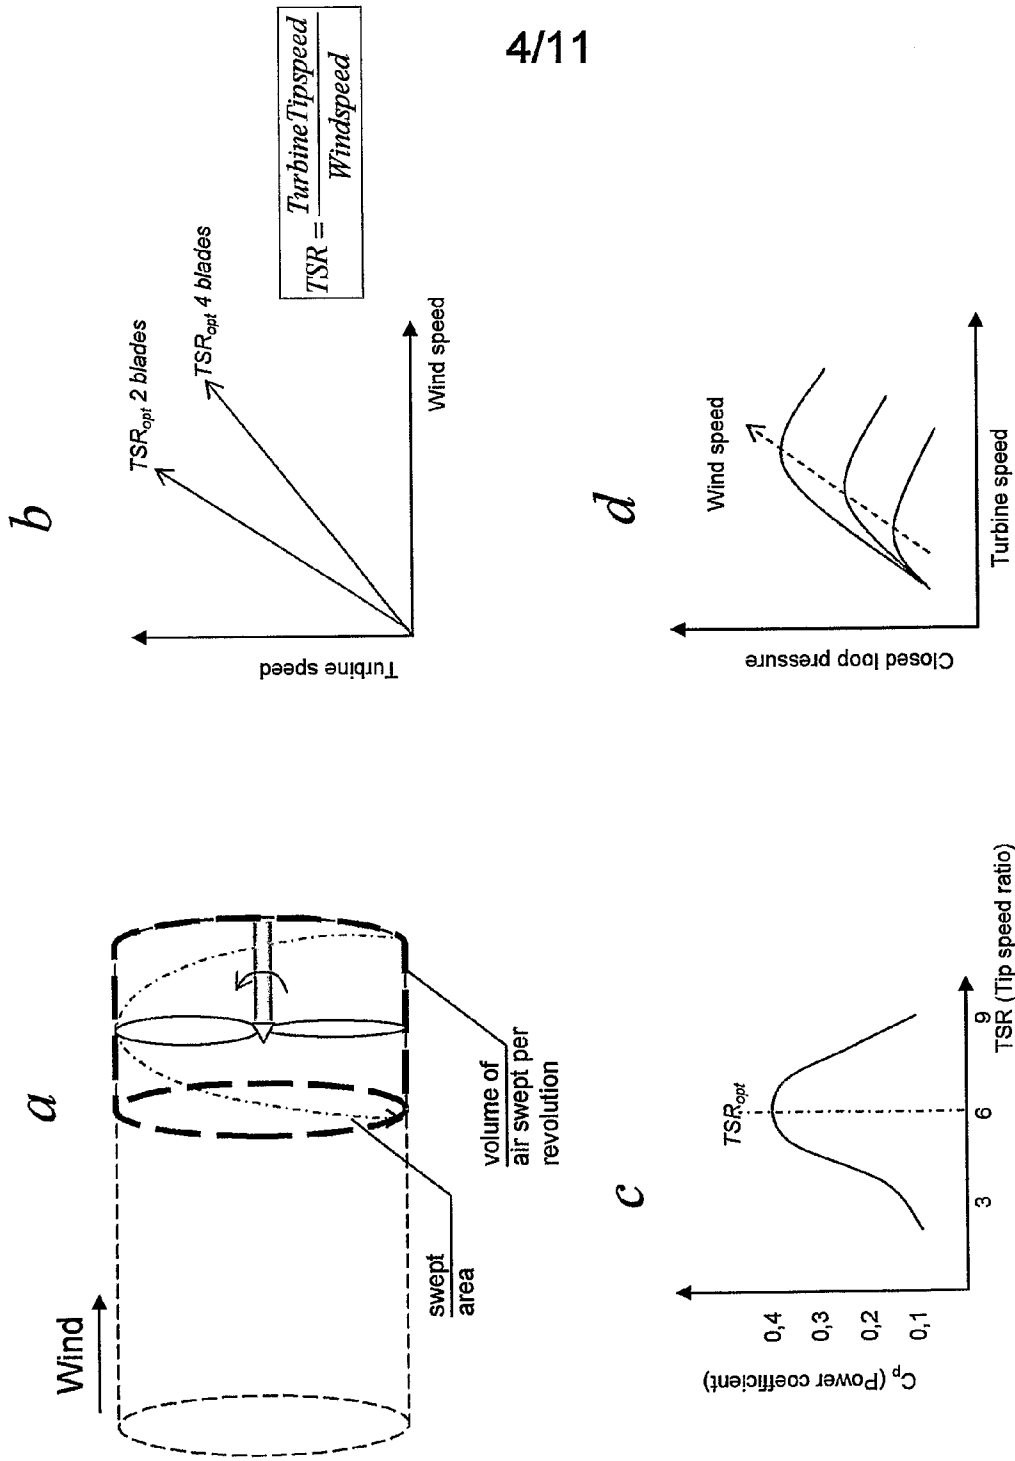 4/11
a
Wind
swept
area
volume of
air swept per
revolution
b
Turbine speed
TSRopt 2 blades
TSRopt 4 blades
Wind speed
TSR = TurbineTipspeed
Windspeed
c
Cp (Power coefficient)
0,4
0,3
0,2
0,1
TSRopt
3
6
9
TSR (Tip speed ratio)
d
Closed loop pressure
Wind speed
Turbine speed